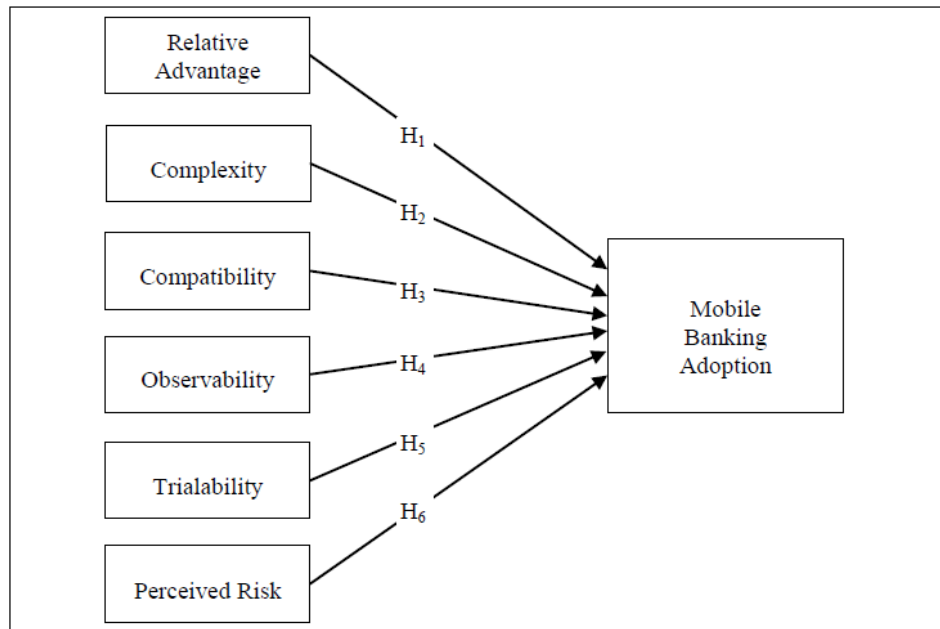 Relative
Advantage
H₁
Complexity
H₂
Compatibility
H₃
Mobile
Banking
Adoption
Observability
H₄
Trialability
H₅
Perceived Risk
H₆